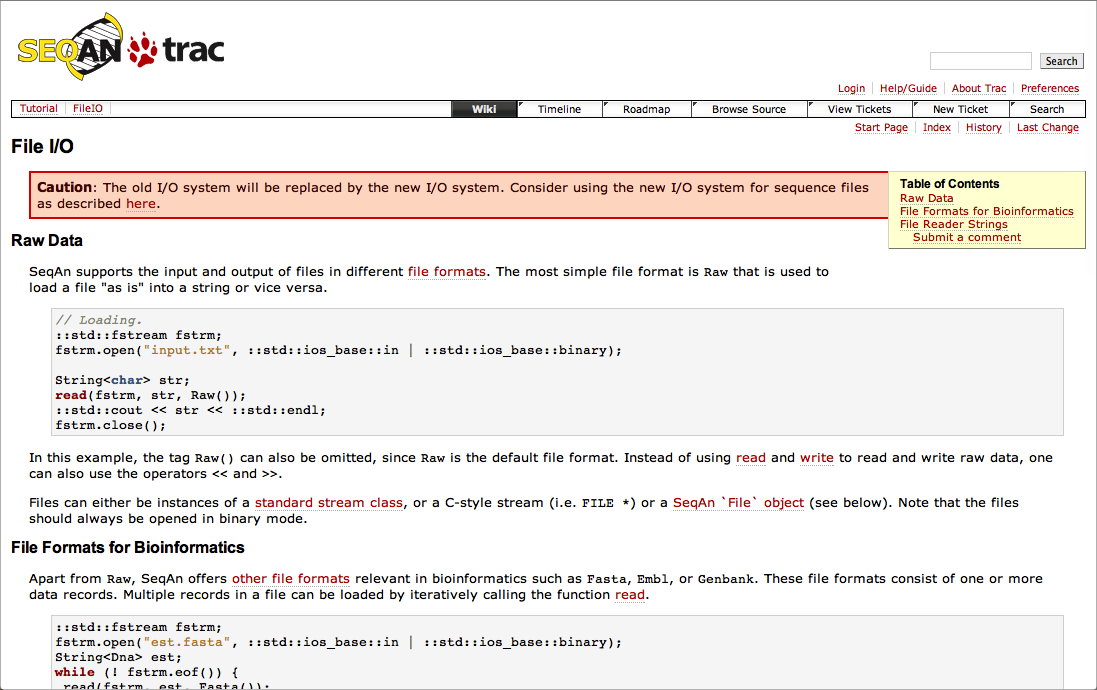 SEQAN trac
Search
Login Help/Guide About Trac Preferences
Tutorial FileIO Wiki Timeline Roadmap Browse Source View Tickets New Ticket Search
Start Page Index History Last Change
File I/O
Caution: The old I/O system will be replaced by the new I/O system. Consider using the new I/O system for sequence files
as described here.
Table of Contents
Raw Data
File Formats for Bioinformatics
File Reader Strings
Submit a comment
Raw Data
SeqAn supports the input and output of files in different file formats. The most simple file format is Raw that is used to
load a file "as is" into a string or vice versa.
// Loading.
::std::fstream fstrm;
fstrm.open("input.txt", ::std::ios_base::in | ::std::ios_base::binary);
String<char> str;
read(fstrm, str, Raw());
::std::cout << str << ::std::endl;
fstrm.close();
In this example, the tag Raw() can also be omitted, since Raw is the default file format. Instead of using read and write to read and write raw data, one
can also use the operators << and >>.
Files can either be instances of a standard stream class, or a C-style stream (i.e. FILE *) or a SeqAn `File` object (see below). Note that the files
should always be opened in binary mode.
File Formats for Bioinformatics
Apart from Raw, SeqAn offers other file formats relevant in bioinformatics such as Fasta, Embl, or Genbank. These file formats consist of one or more
data records. Multiple records in a file can be loaded by iteratively calling the function read.
::std::fstream fstrm;
fstrm.open("est.fasta", ::std::ios_base::in | ::std::ios_base::binary);
String<Dna> est;
while (! fstrm.eof()) {
read(fstrm, est, Fasta());